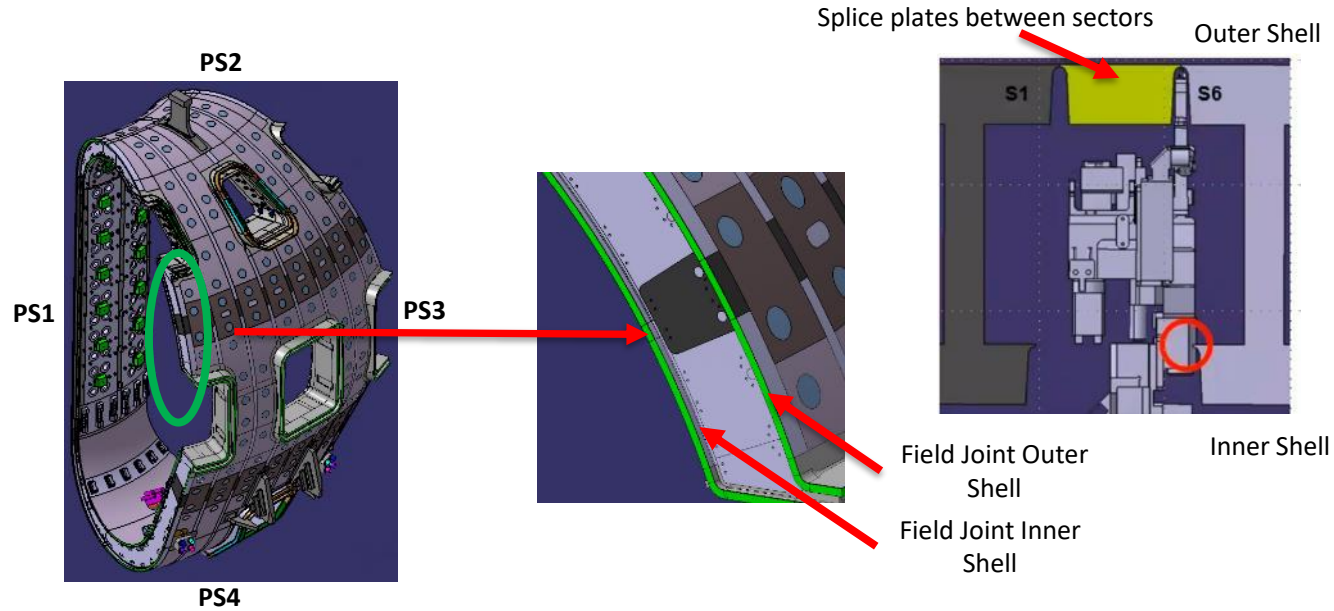 Splice plates between sectors
Outer Shell
PS2
S1
S6
PS1
PS3
Field Joint Outer
Shell
Inner Shell
Field Joint Inner
Shell
PS4